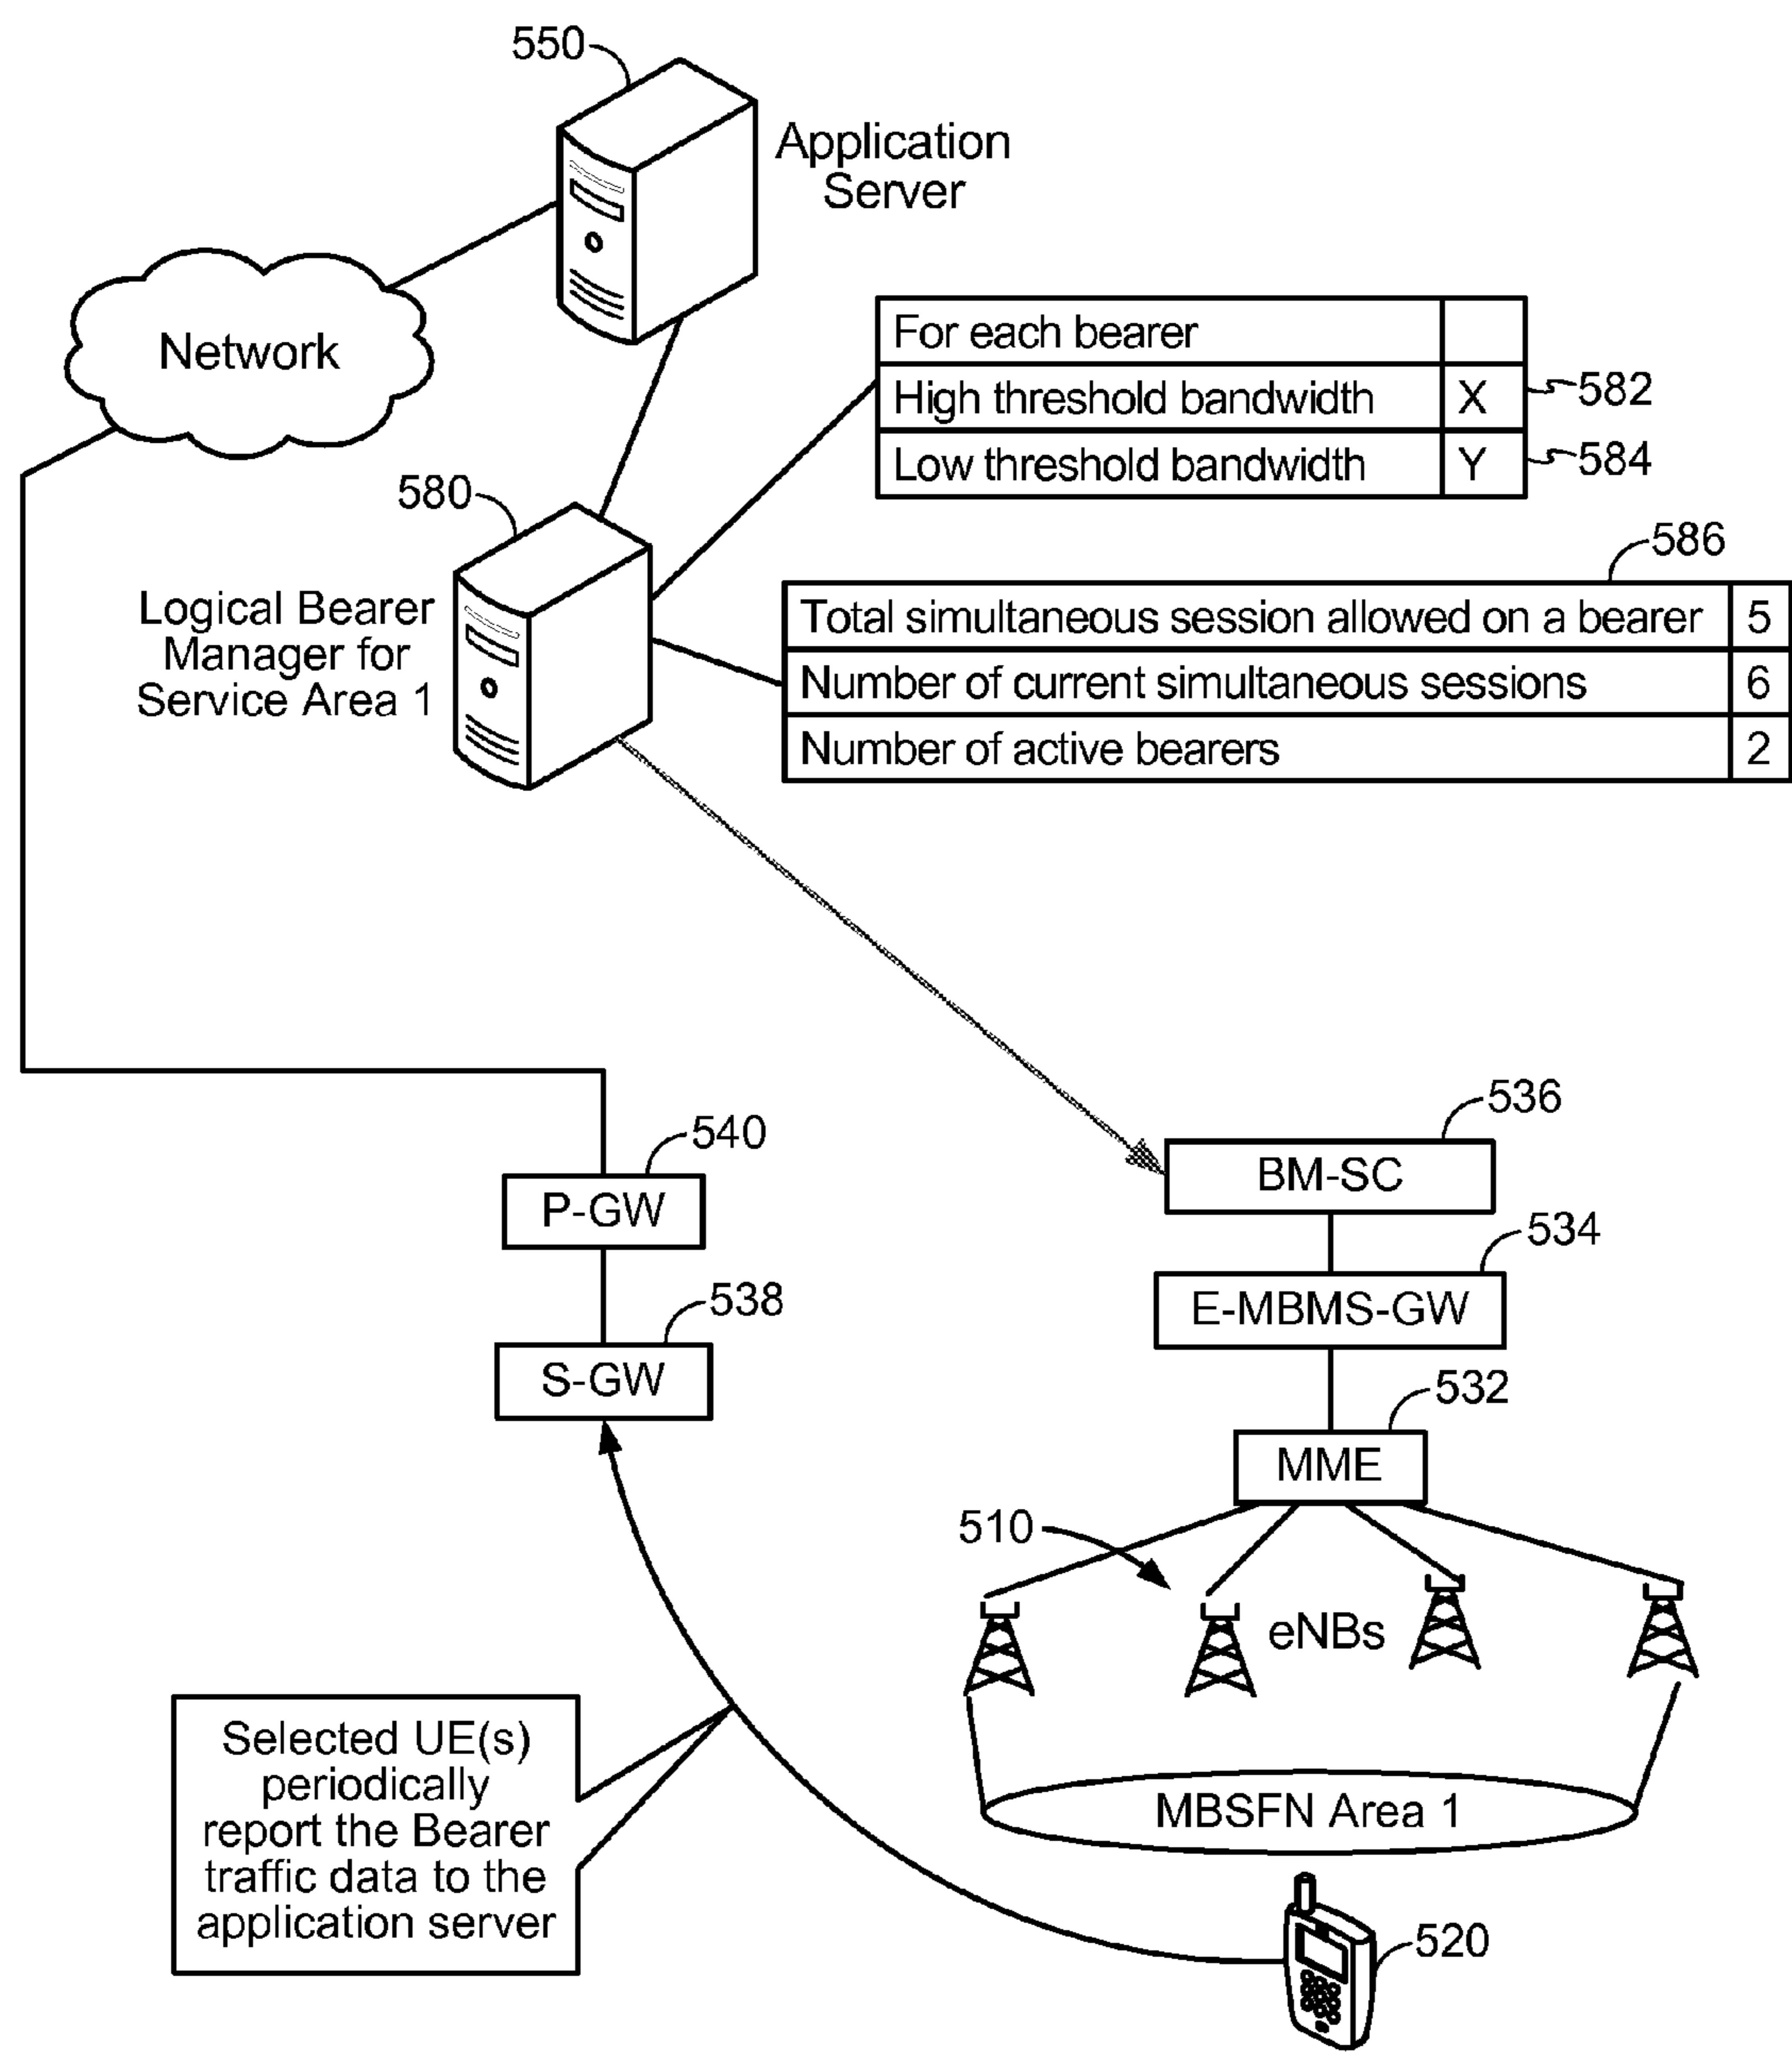 550
Application
Server
Network
For each bearer
High threshold bandwidth X
582
Low threshold bandwidth Y
584
580
Logical Bearer
Manager for
Service Area 1
586
Total simultaneous session allowed on a bearer 5
Number of current simultaneous sessions 6
Number of active bearers 2
536
BM-SC
540
P-GW
534
E-MBMS-GW
538
S-GW
532
MME
510
eNBs
Selected UE(s)
periodically
report the Bearer
traffic data to the
application server
MBSFN Area 1
520